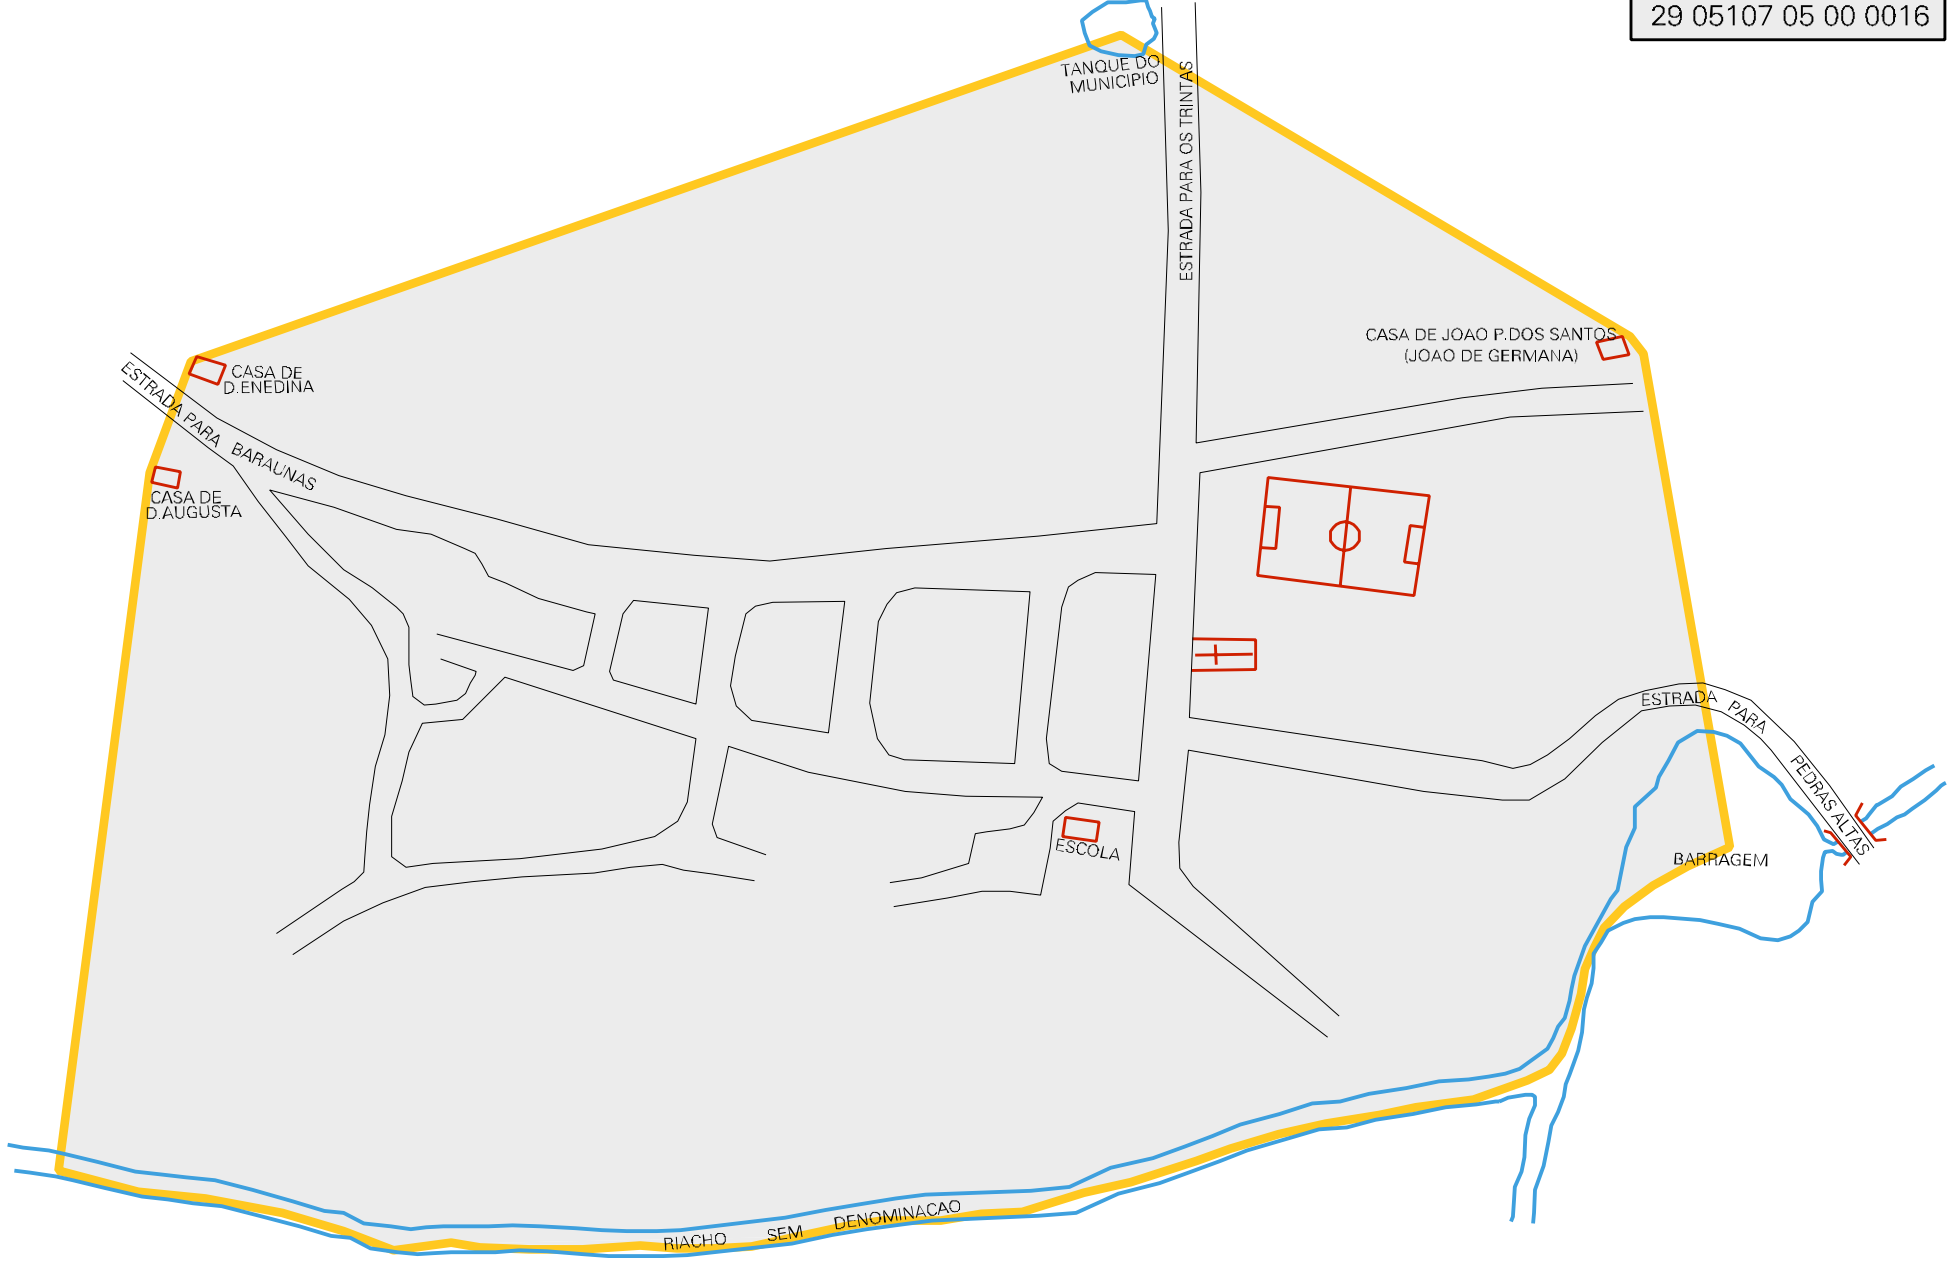 29 05107 05 00 0016
TANQUE DO
MUNICIPIO
ESTRADA PARA OS TRINTAS
CASA DE JOAO P.DOS SANTOS
(JOAO DE GERMANA)
CASA DE
D.ENEDINA
ESTRADA PARA BARAUNAS
CASA DE
D.AUGUSTA
ESTRADA PARA PEDRAS ALTAS
ESCOLA
BARRAGEM
RIACHO SEM DENOMINACAO